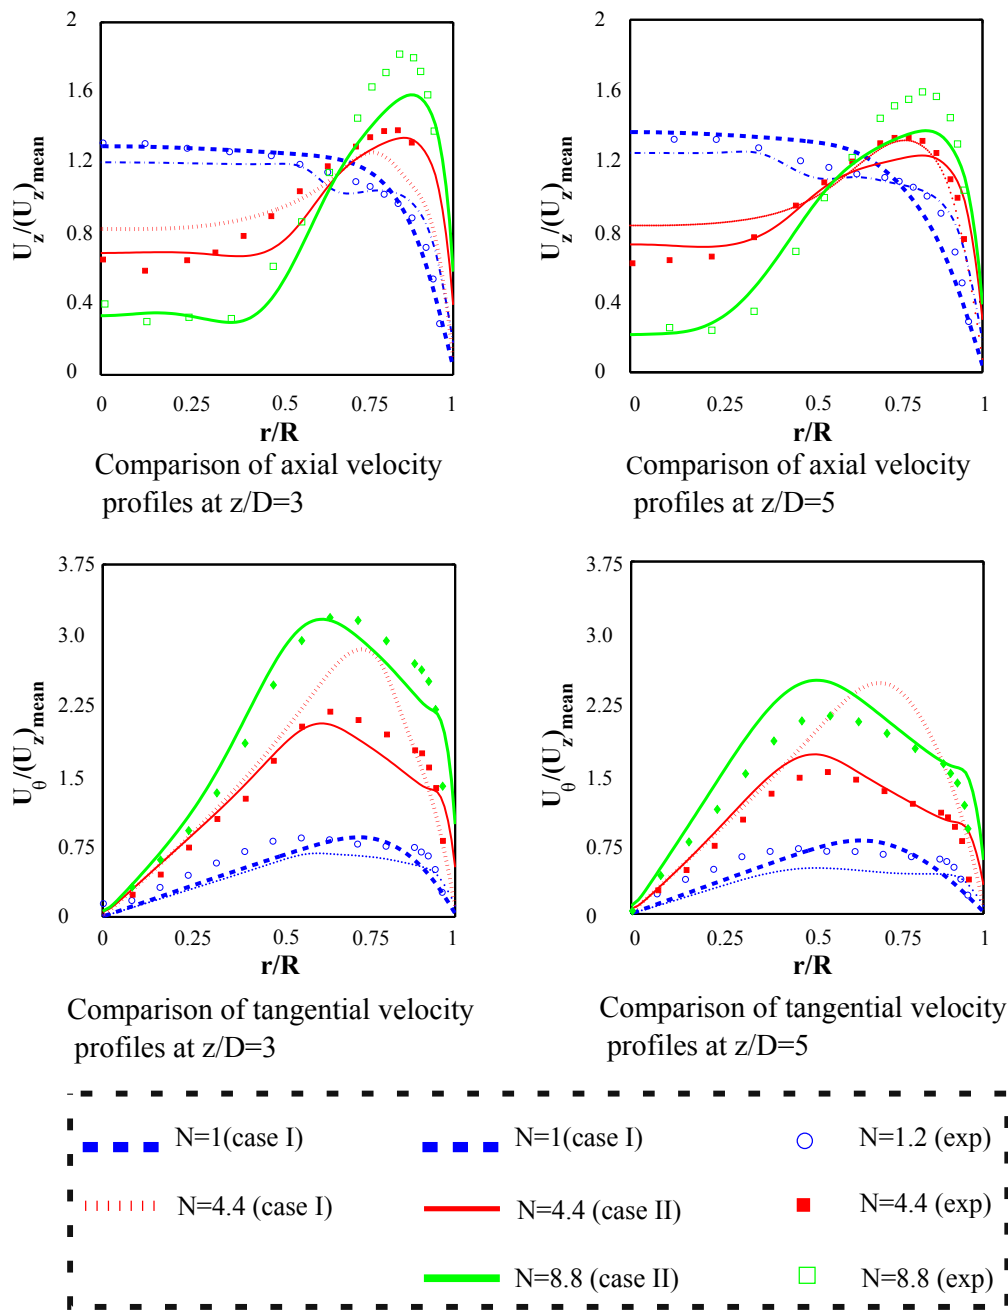 2
1.6
1.2
0.8
0.4
0
U_z/(U_z)_mean
0 0.25 0.5 0.75 1
r/R
Comparison of axial velocity
profiles at z/D=3
2
1.6
1.2
0.8
0.4
0
U_z/(U_z)_mean
0 0.25 0.5 0.75 1
r/R
Comparison of axial velocity
profiles at z/D=5
3.75
3.0
2.25
1.5
0.75
0
U_θ/(U_z)_mean
0 0.25 0.5 0.75 1
r/R
Comparison of tangential velocity
profiles at z/D=3
3.75
3.0
2.25
1.5
0.75
0
U_θ/(U_z)_mean
0 0.25 0.5 0.75 1
r/R
Comparison of tangential velocity
profiles at z/D=5
N=1(case I) N=1(case I) N=1.2 (exp)
N=4.4 (case I) N=4.4 (case II) N=4.4 (exp)
N=8.8 (case II) N=8.8 (exp)